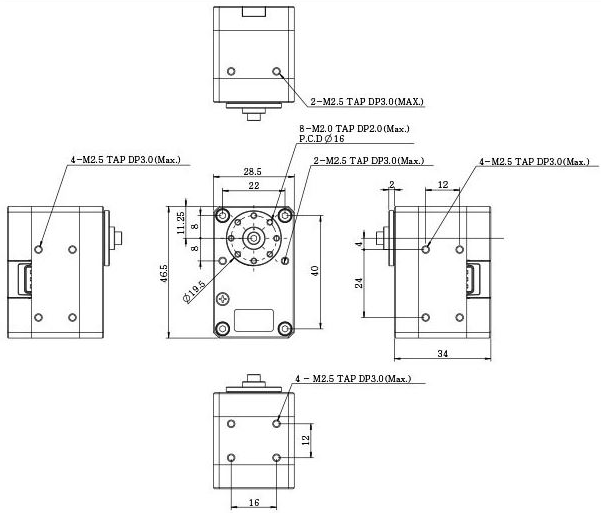 2-M2.5 TAP DP3.0(MAX.)
8-M2.0 TAP DP2.0(Max.)
P.C.D Ø16
4-M2.5 TAP DP3.0(Max.)
2-M2.5 TAP DP3.0(Max.)
4-M2.5 TAP DP3.0(Max.)
28.5
22
2
12
11.25
8
8
46.5
40
4
24
Ø19.5
34
4 - M2.5 TAP DP3.0(Max.)
12
16